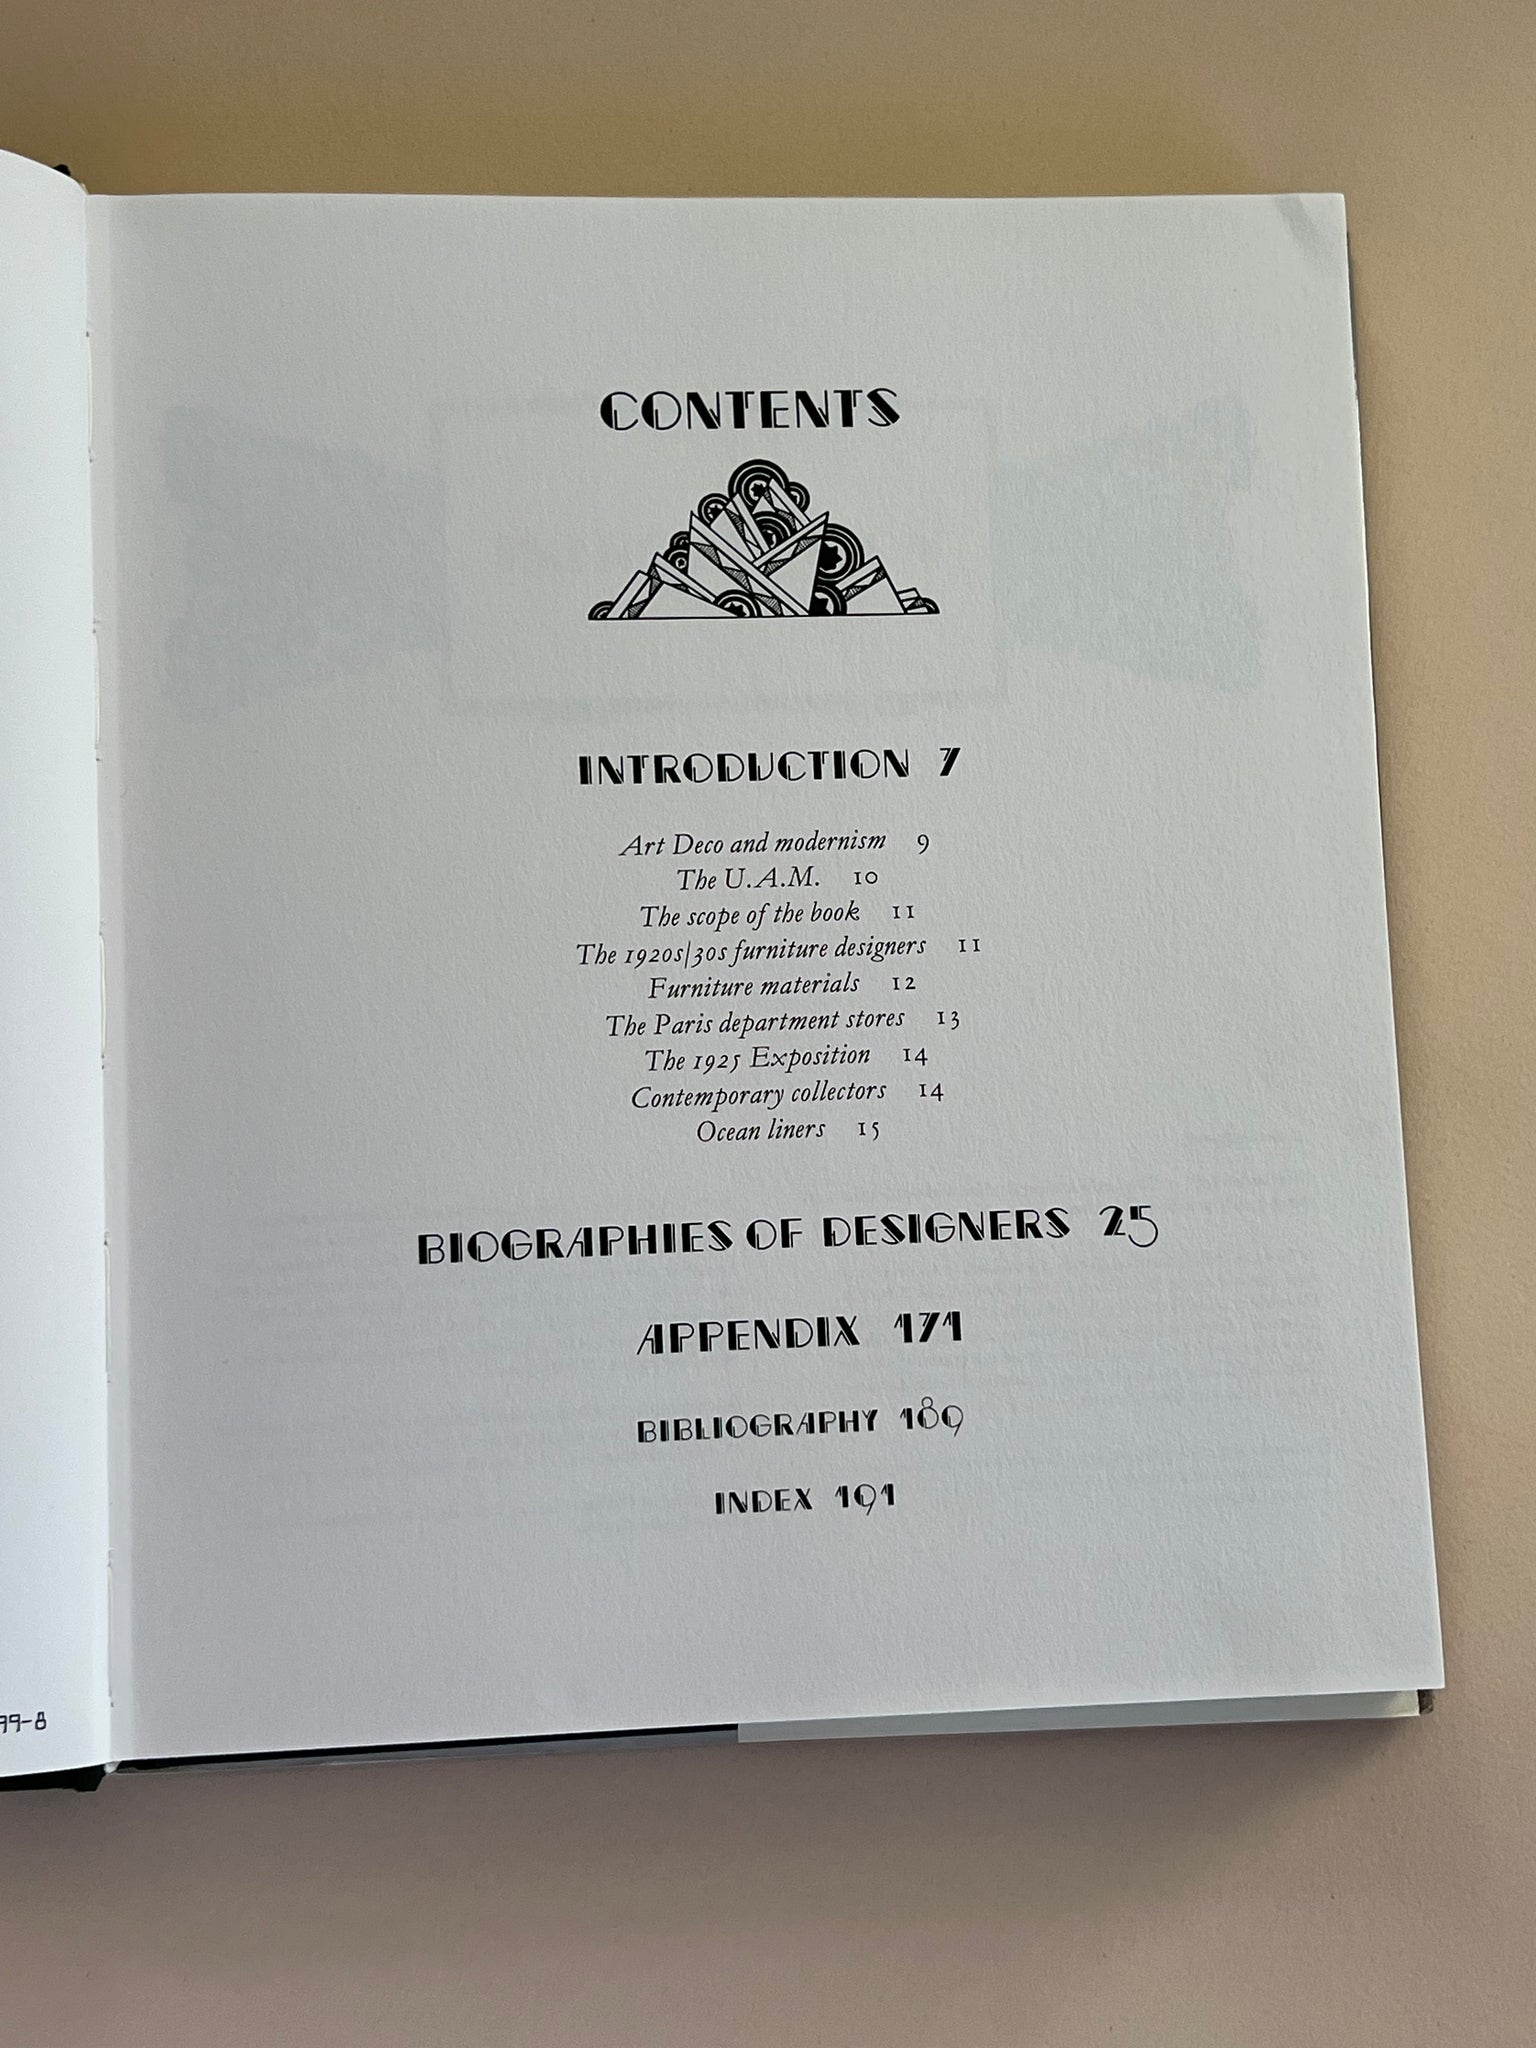 CONTENTS
INTRODUCTION 7
Art Deco and modernism 9
The U.A.M. 10
The scope of the book 11
The 1920s/30s furniture designers 11
Furniture materials 12
The Paris department stores 13
The 1925 Exposition 14
Contemporary collectors 14
Ocean liners 15
BIOGRAPHIES OF DESIGNERS 25
APPENDIX 171
BIBLIOGRAPHY 189
INDEX 191
99-8